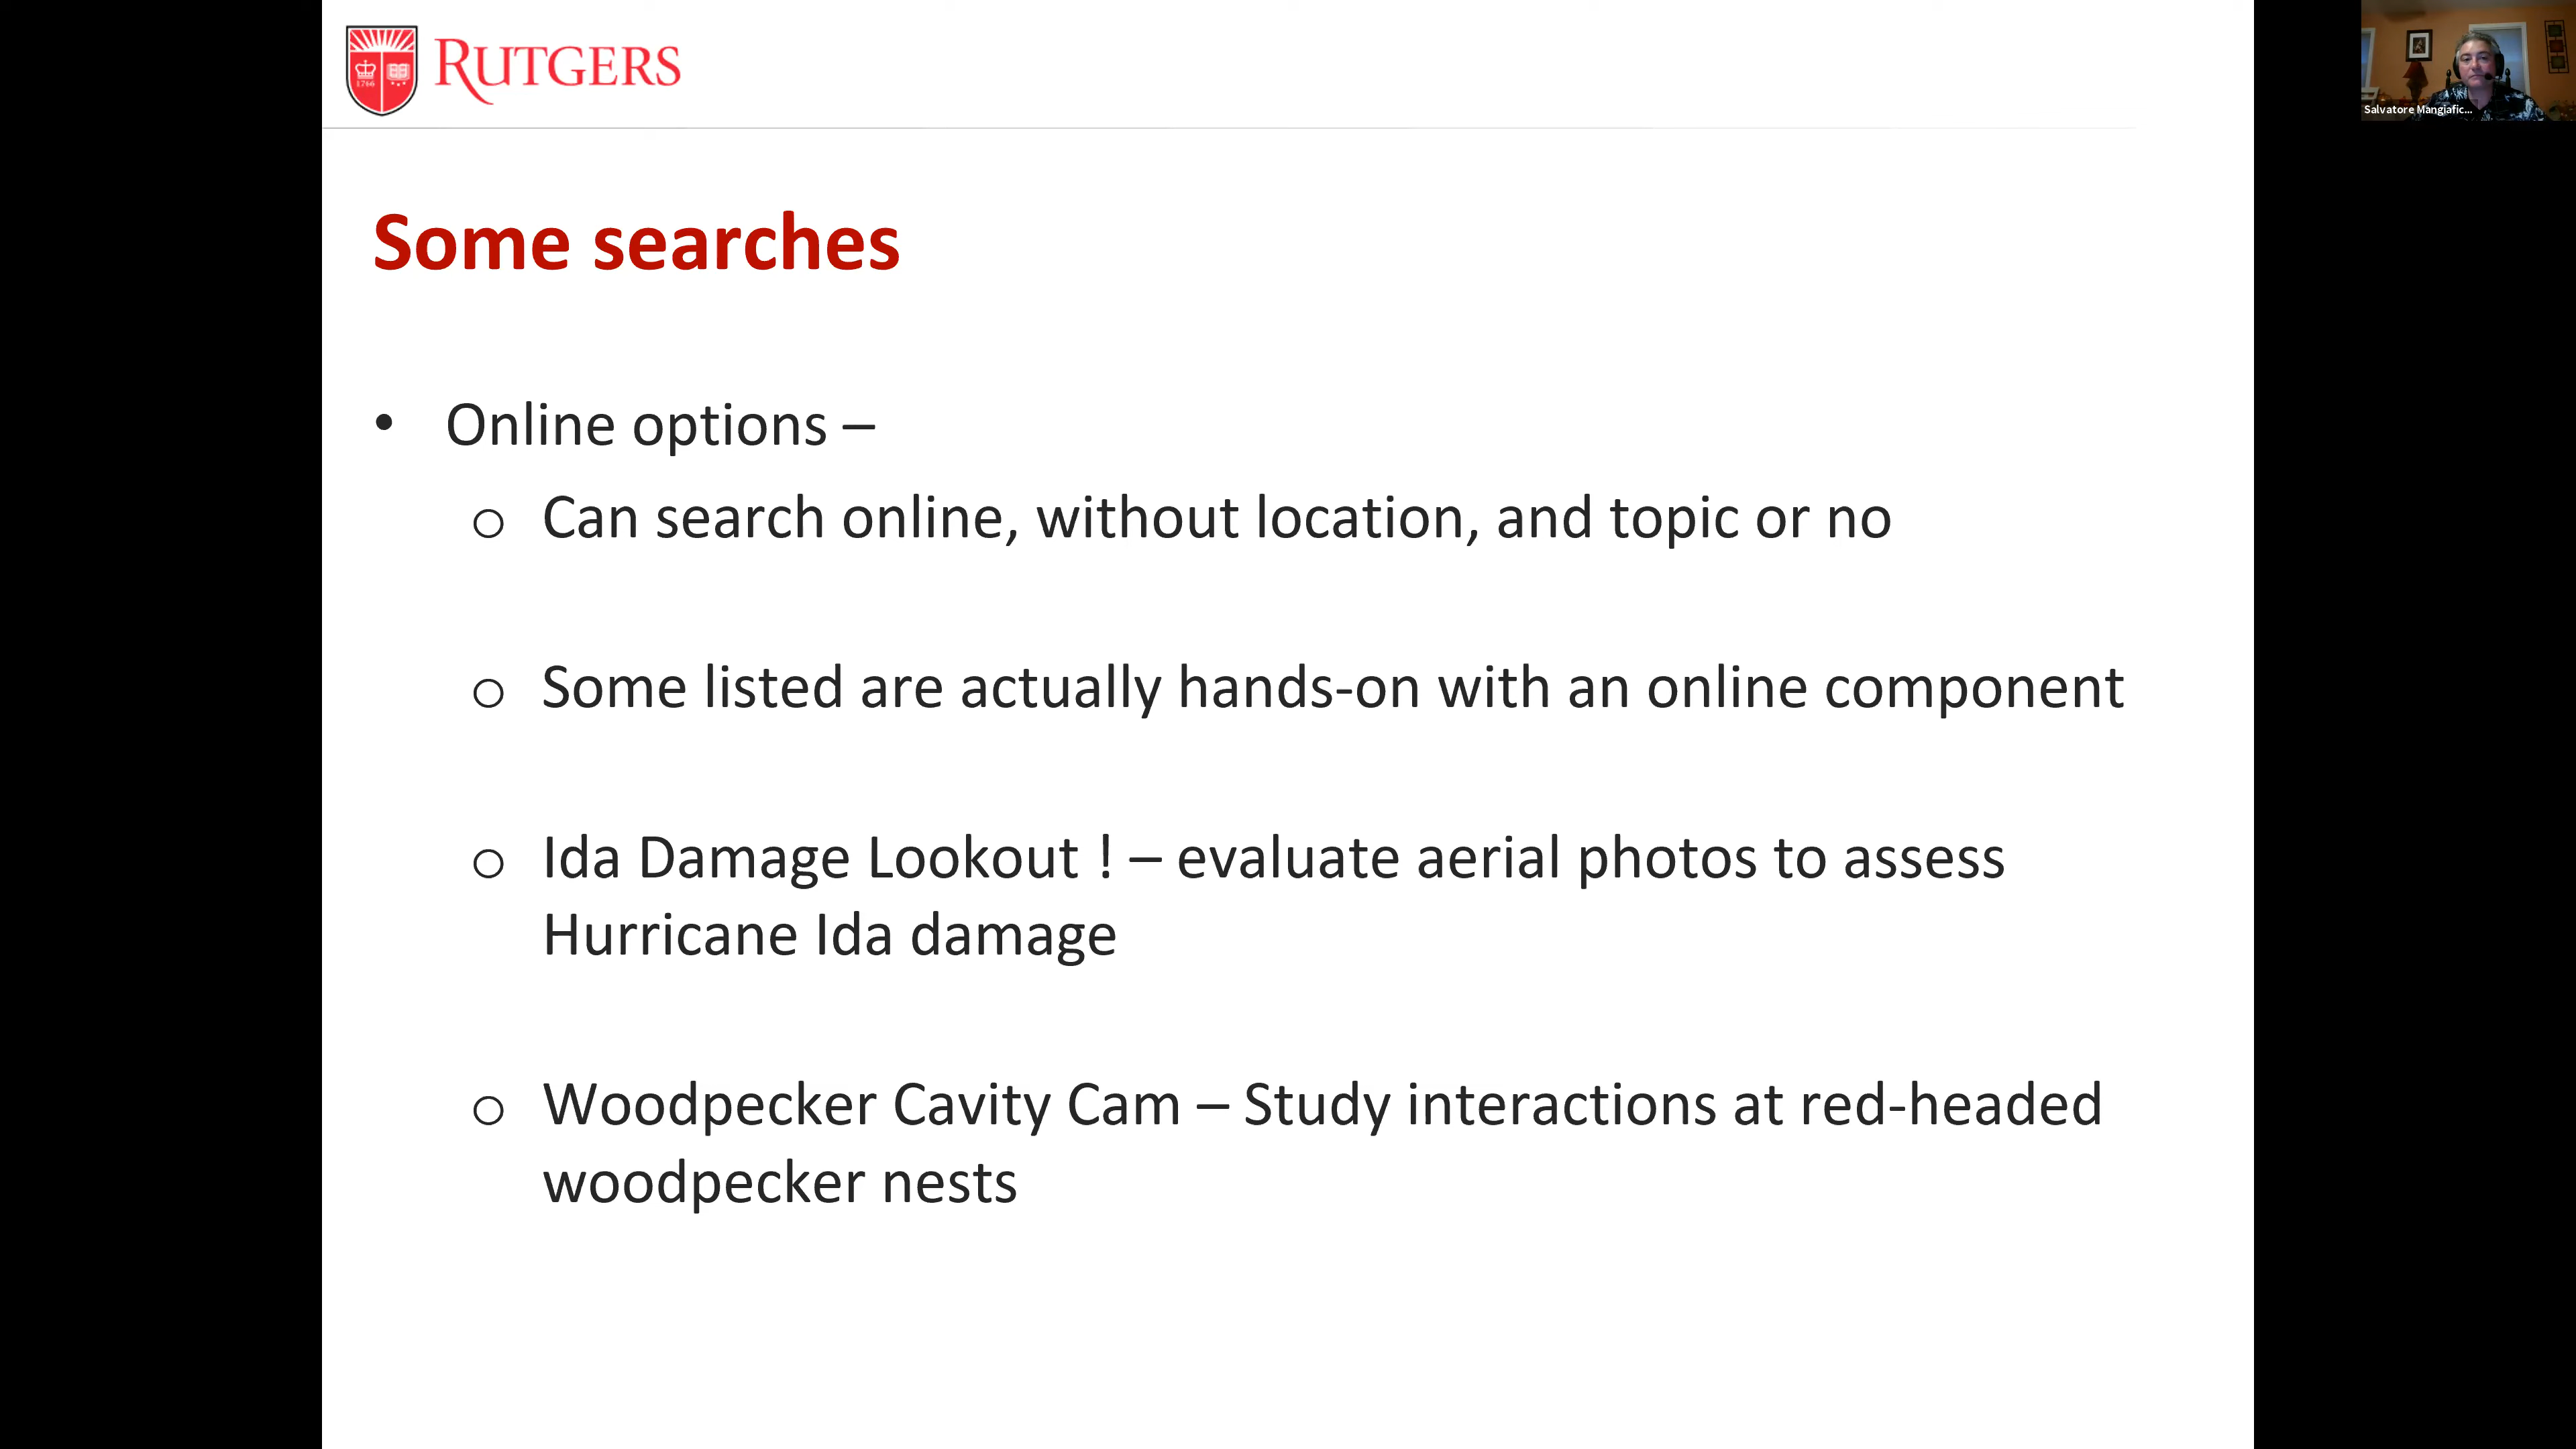 RUTGERS
1766
Salvatore Mangiafic...
Some searches
• Online options –
o Can search online, without location, and topic or no
o Some listed are actually hands-on with an online component
o Ida Damage Lookout ! – evaluate aerial photos to assess
Hurricane Ida damage
o Woodpecker Cavity Cam – Study interactions at red-headed
woodpecker nests